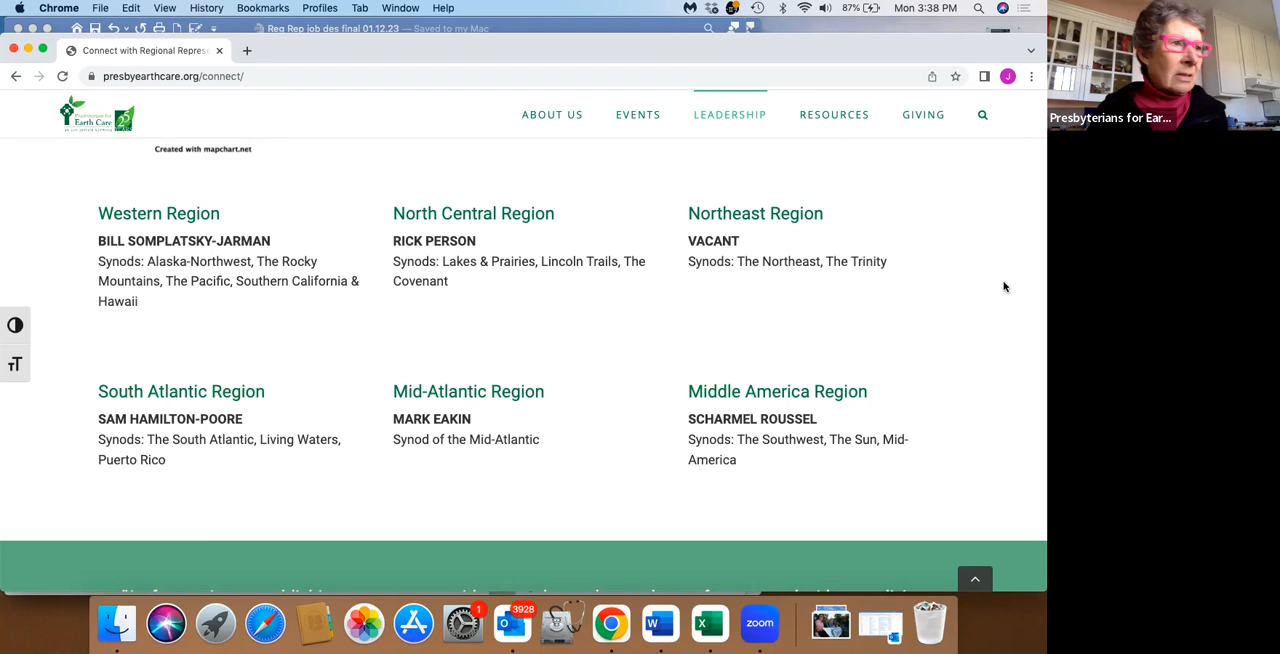 Chrome File Edit View History Bookmarks Profiles Tab Window Help 87% Mon 3:38 PM
Reg Rep job des final 01.12.23 — Saved to my Mac
Connect with Regional Repres
presbyearthcare.org/connect/
J
Earth Care 25
ABOUT US EVENTS LEADERSHIP RESOURCES GIVING
Presbyterians for Ear...
Created with mapchart.net
Western Region North Central Region Northeast Region
BILL SOMPLATSKY-JARMAN RICK PERSON VACANT
Synods: Alaska-Northwest, The Rocky Synods: Lakes & Prairies, Lincoln Trails, The Synods: The Northeast, The Trinity
Mountains, The Pacific, Southern California & Covenant
Hawaii
TT
South Atlantic Region Mid-Atlantic Region Middle America Region
SAM HAMILTON-POORE MARK EAKIN SCHARMEL ROUSSEL
Synods: The South Atlantic, Living Waters, Synod of the Mid-Atlantic Synods: The Southwest, The Sun, Mid-
Puerto Rico America
1 3928
W X zoom